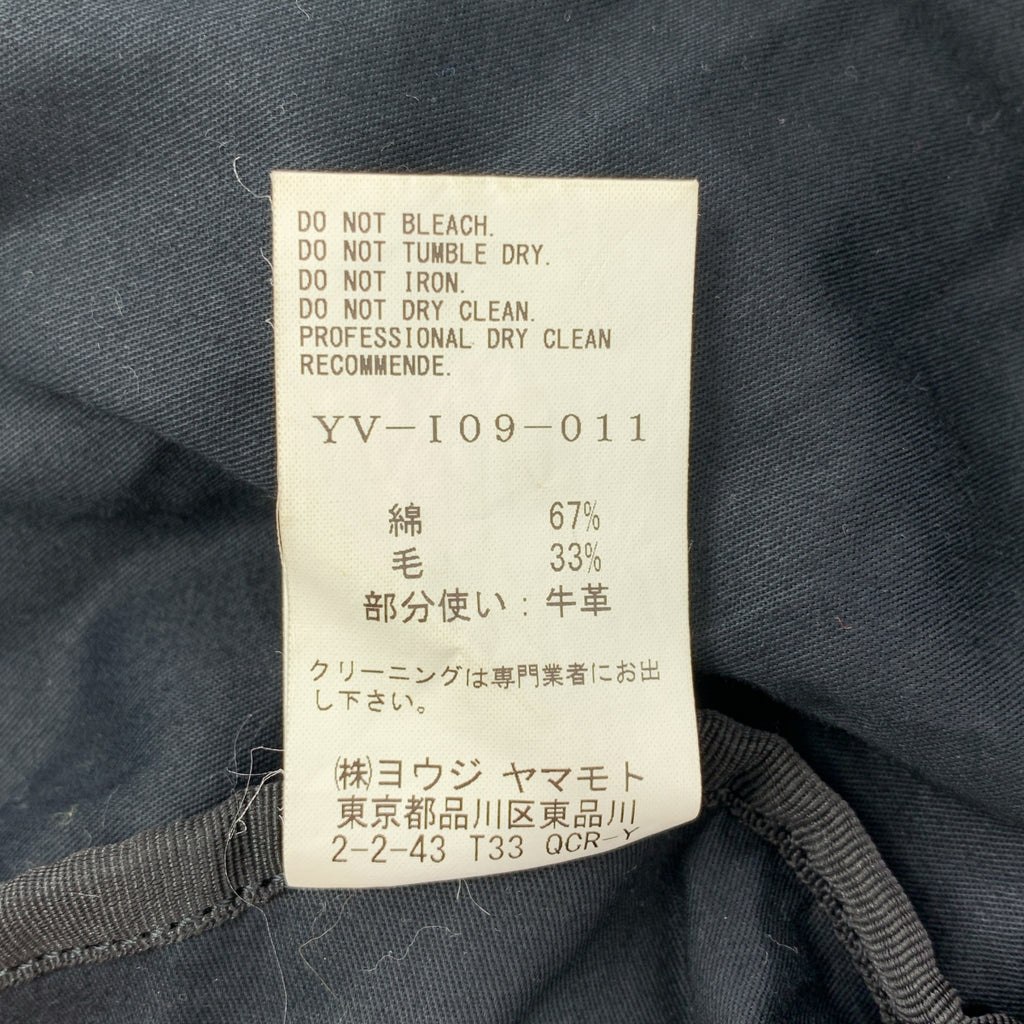 DO NOT BLEACH.
DO NOT TUMBLE DRY.
DO NOT IRON.
DO NOT DRY CLEAN.
PROFESSIONAL DRY CLEAN
RECOMMENDE.
YV-I09-011
綿 67%
毛 33%
部分使い：牛革
クリーニングは専門業者にお出
し下さい。
㈱ヨウジ ヤマモト
東京都品川区東品川
2-2-43 T33 QCR-Y